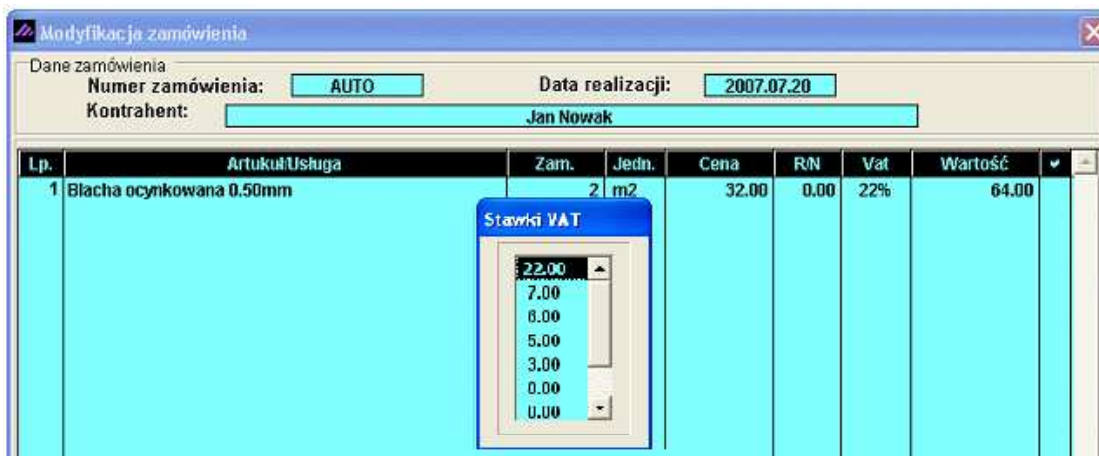 Modyfikacja zamówienia
Dane zamówienia
Numer zamówienia: AUTO Data realizacji: 2007.07.20
Kontrahent: Jan Nowak
Lp. Artukuł/Usługa Zam. Jedn. Cena R/N Vat Wartość
1 Blacha ocynkowana 0.50mm 2 m2 32.00 0.00 22% 64.00
Stawki VAT
22.00
7.00
6.00
5.00
3.00
0.00
0.00